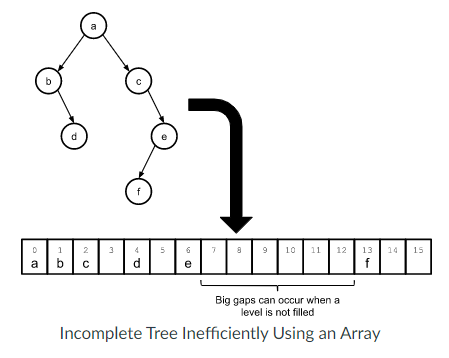 a
b
c
d
e
f
0 1 2 3 4 5 6 7 8 9 10 11 12 13 14 15
a b c d e f
Big gaps can occur when a
level is not filled
Incomplete Tree Inefficiently Using an Array